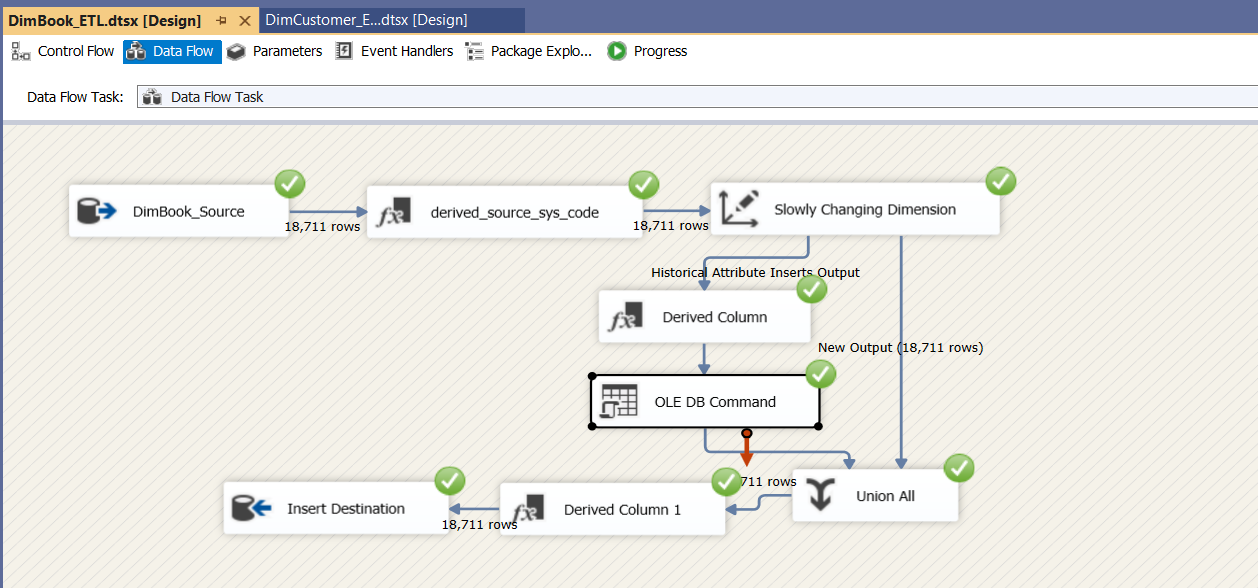 DimBook_ETL.dtsx [Design]
DimCustomer_E...dtsx [Design]
Control Flow
Data Flow
Parameters
Event Handlers
Package Explo...
Progress
Data Flow Task:
Data Flow Task
DimBook_Source
18,711 rows
derived_source_sys_code
18,711 rows
Slowly Changing Dimension
Historical Attribute Inserts Output
Derived Column
New Output (18,711 rows)
OLE DB Command
711 rows
Union All
Insert Destination
18,711 rows
Derived Column 1